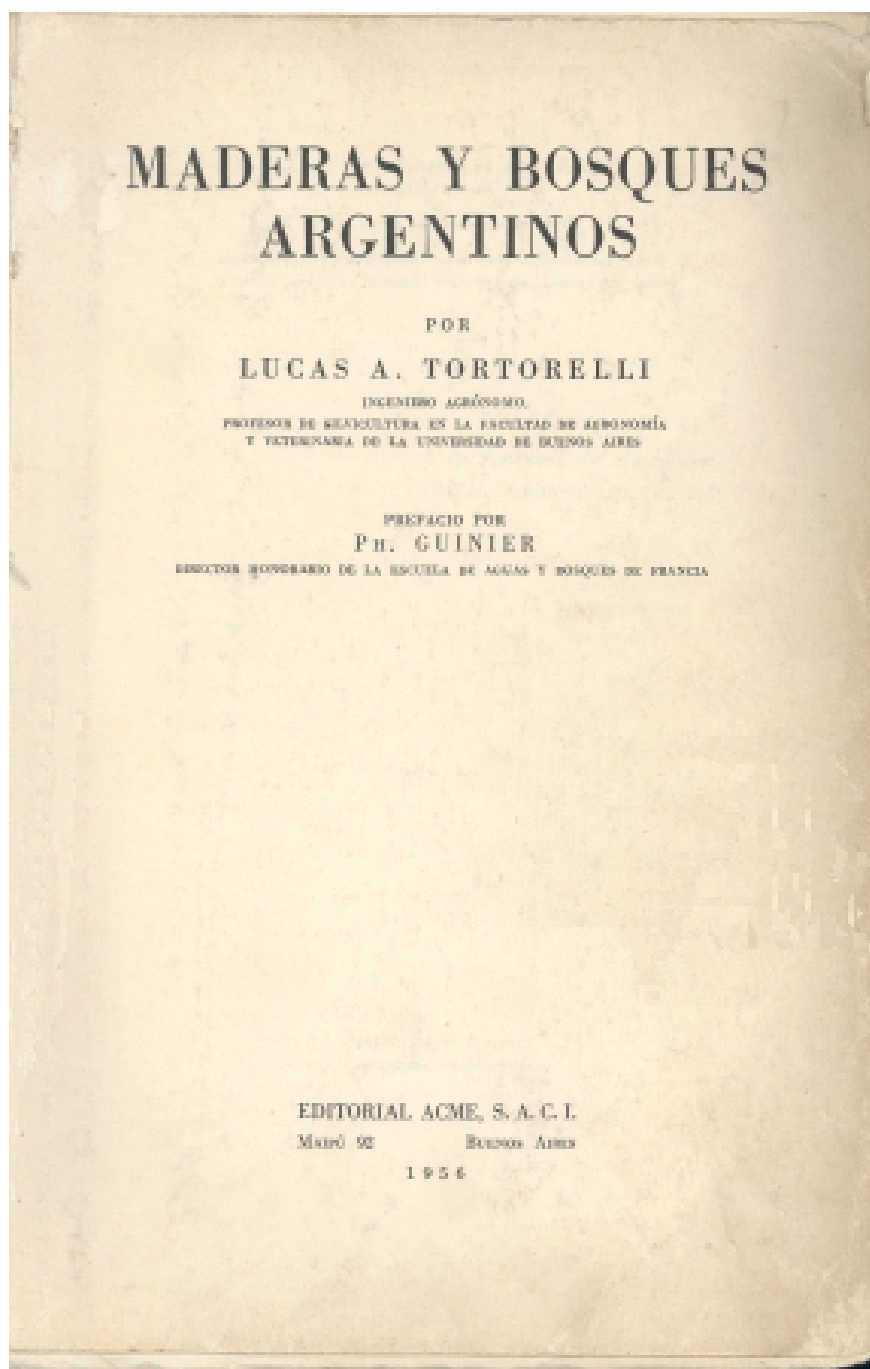 MADERAS Y BOSQUES
ARGENTINOS
POR
LUCAS A. TORTORELLI
INGENIERO AGRÓNOMO.
PROFESOR DE SILVICULTURA EN LA FACULTAD DE AGRONOMÍA
Y VETERINARIA DE LA UNIVERSIDAD DE BUENOS AIRES
PREFACIO POR
PH. GUINIER
DIRECTOR HONORARIO DE LA ESCUELA DE AGUAS Y BOSQUES DE FRANCIA
EDITORIAL ACME, S. A. C. I.
MAIPÚ 92 BUENOS AIRES
1956